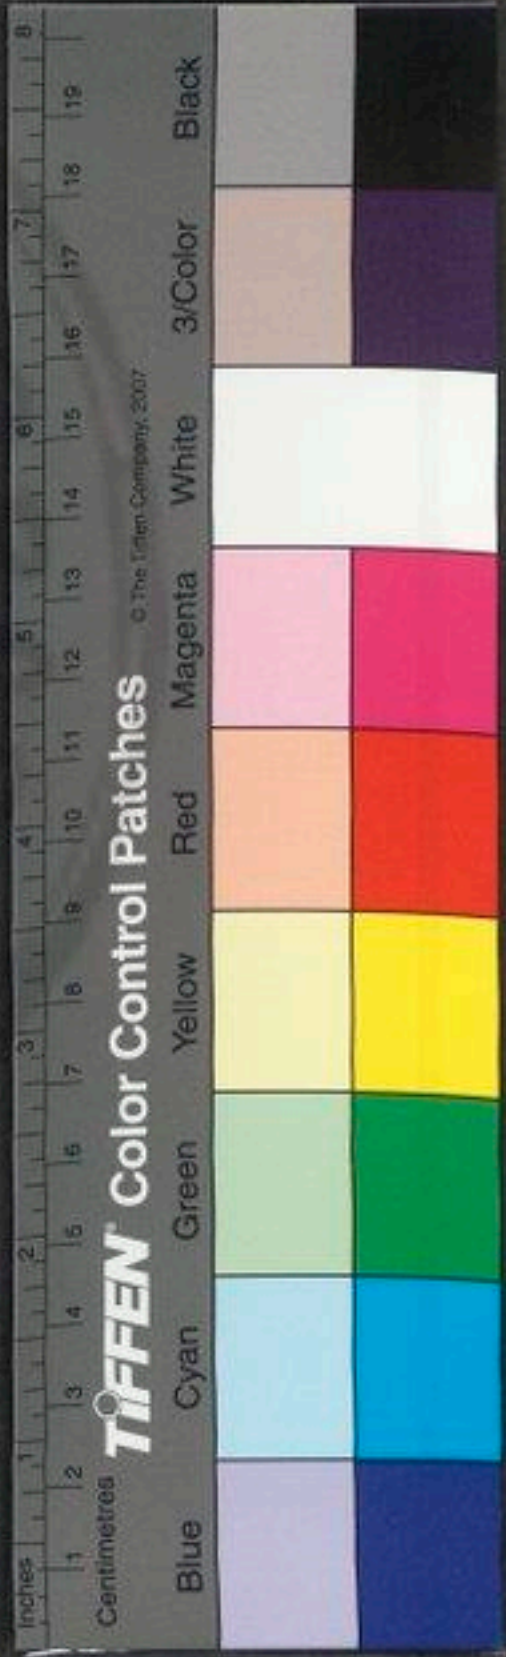 Inches 1 2 3 4 5 6 7 8
Centimetres 1 2 3 4 5 6 7 8 9 10 11 12 13 14 15 16 17 18 19
TIFFEN® Color Control Patches
© The Tiffen Company, 2007
Blue Cyan Green Yellow Red Magenta White 3/Color Black